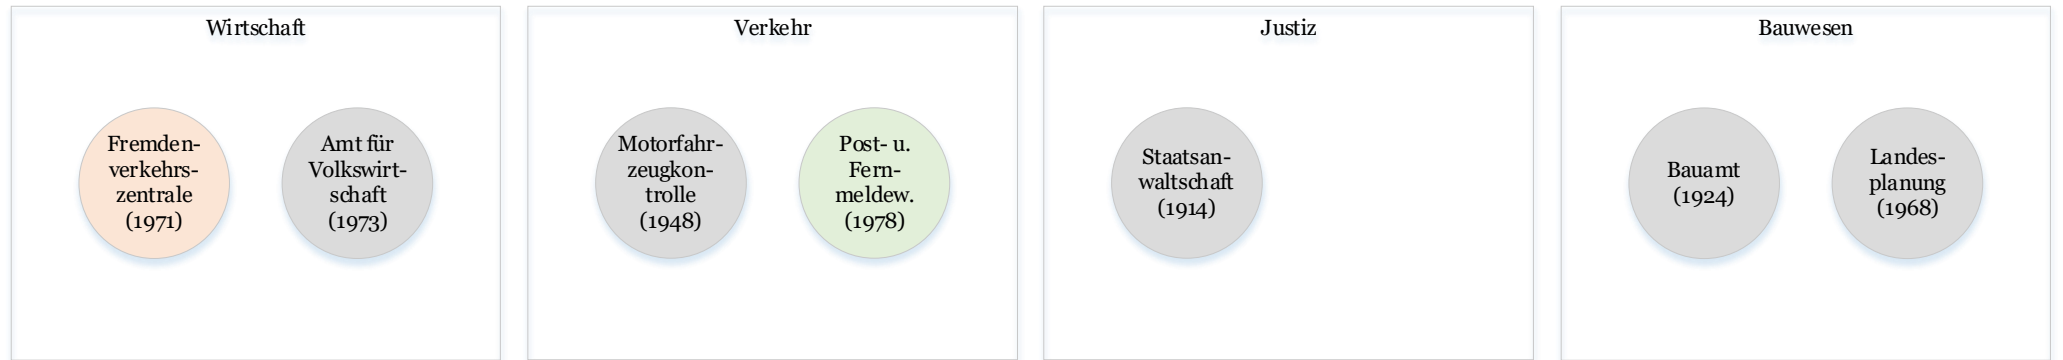 Wirtschaft
Fremden-
verkehrs-
zentrale
(1971)
Amt für
Volkswirt-
schaft
(1973)
Verkehr
Motorfahr-
zeugkon-
trolle
(1948)
Post- u.
Fern-
meldew.
(1978)
Justiz
Staatsan-
waltschaft
(1914)
Bauwesen
Bauamt
(1924)
Landes-
planung
(1968)